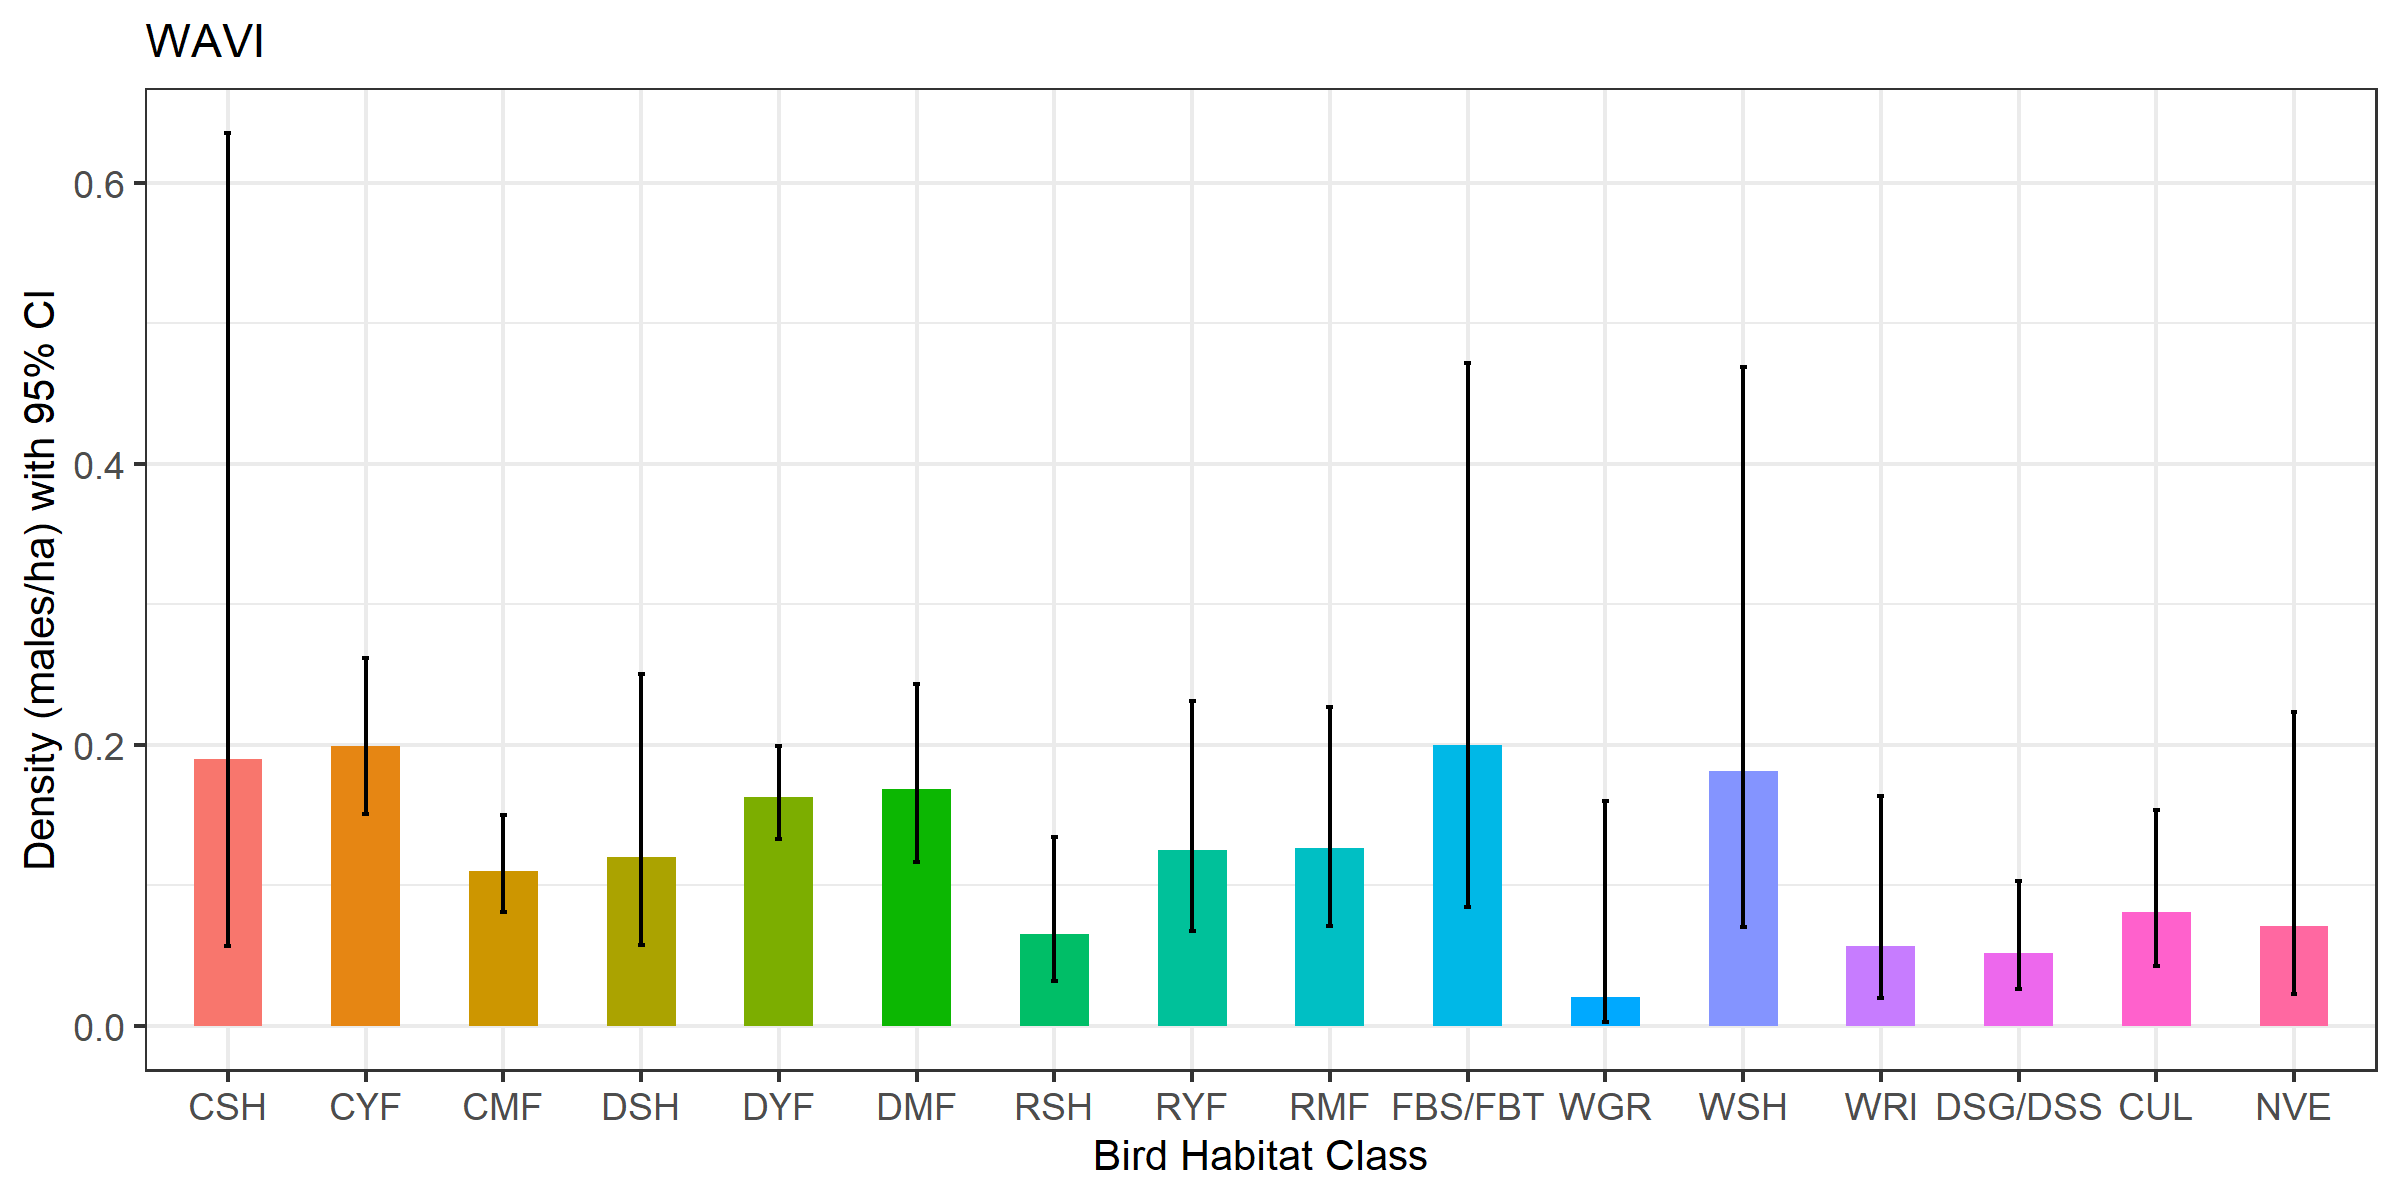 WAVI
Density (males/ha) with 95% CI
0.6
0.4
0.2
0.0
CSH CYF CMF DSH DYF DMF RSH RYF RMF FBS/FBT WGR WSH WRI DSG/DSS CUL NVE
Bird Habitat Class